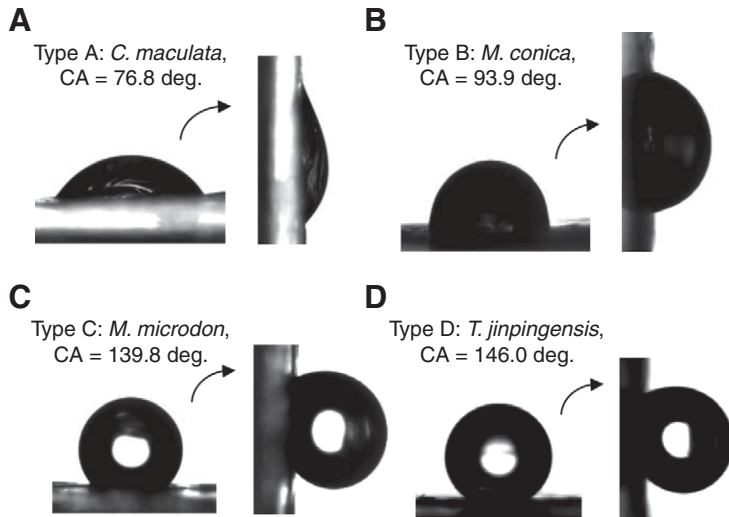 A
Type A: C. maculata,
CA = 76.8 deg.
B
Type B: M. conica,
CA = 93.9 deg.
C
Type C: M. microdon,
CA = 139.8 deg.
D
Type D: T. jinpingensis,
CA = 146.0 deg.